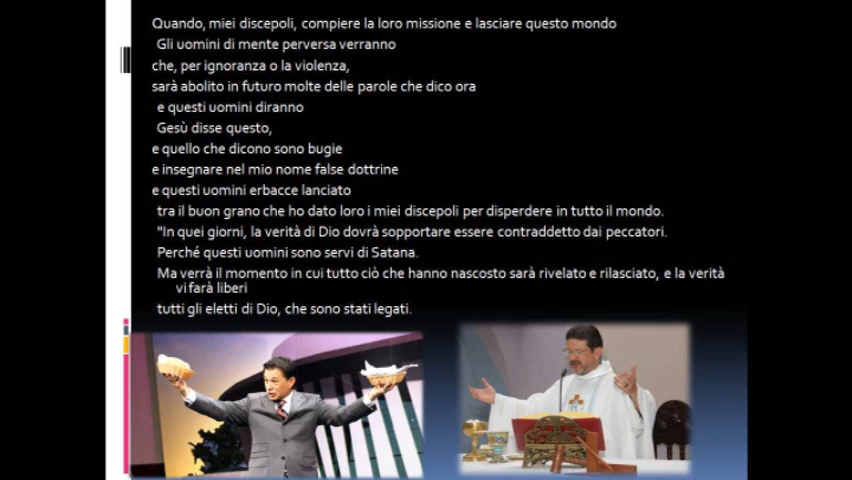 Quando, miei discepoli, compiere la loro missione e lasciare questo mondo
Gli uomini di mente perversa verranno
che, per ignoranza o la violenza,
sarà abolito in futuro molte delle parole che dico ora
e questi uomini diranno
Gesù disse questo,
e quello che dicono sono bugie
e insegnare nel mio nome false dottrine
e questi uomini erbacce lanciato
tra il buon grano che ho dato loro i miei discepoli per disperdere in tutto il mondo.
"In quei giorni, la verità di Dio dovrà sopportare essere contraddetto dai peccatori.
Perché questi uomini sono servi di Satana.
Ma verrà il momento in cui tutto ciò che hanno nascosto sarà rivelato e rilasciato, e la verità
vi farà liberi
tutti gli eletti di Dio, che sono stati legati.